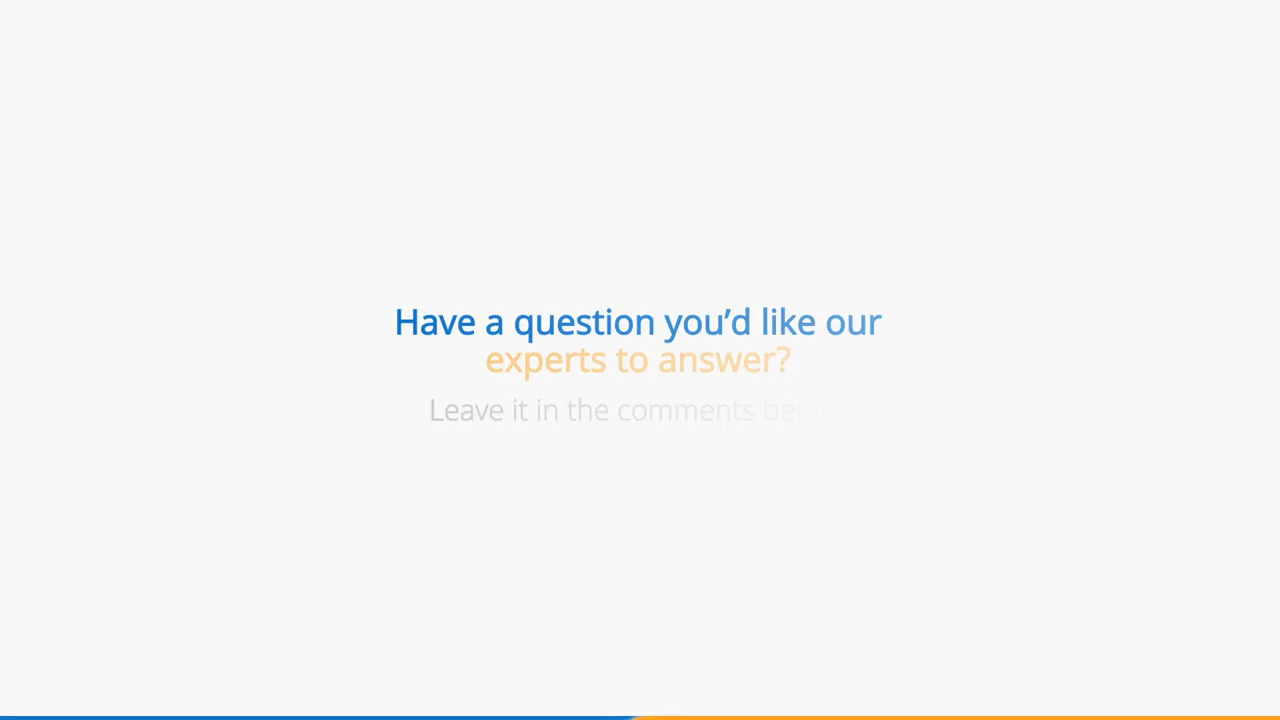 Have a question you’d like our
experts to answer?
Leave it in the comments